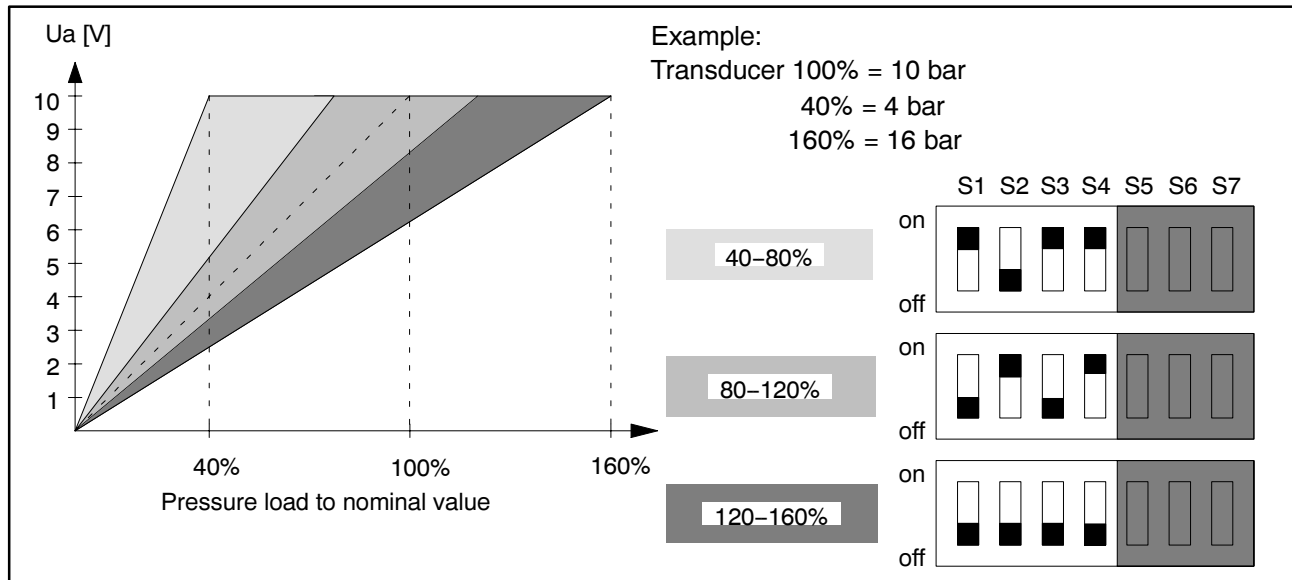 Ua [V]
10
9
8
7
6
5
4
3
2
1
40%
100%
160%
Pressure load to nominal value
Example:
Transducer 100% = 10 bar
40% = 4 bar
160% = 16 bar
S1 S2 S3 S4 S5 S6 S7
on
40–80%
off
on
80–120%
off
on
120–160%
off